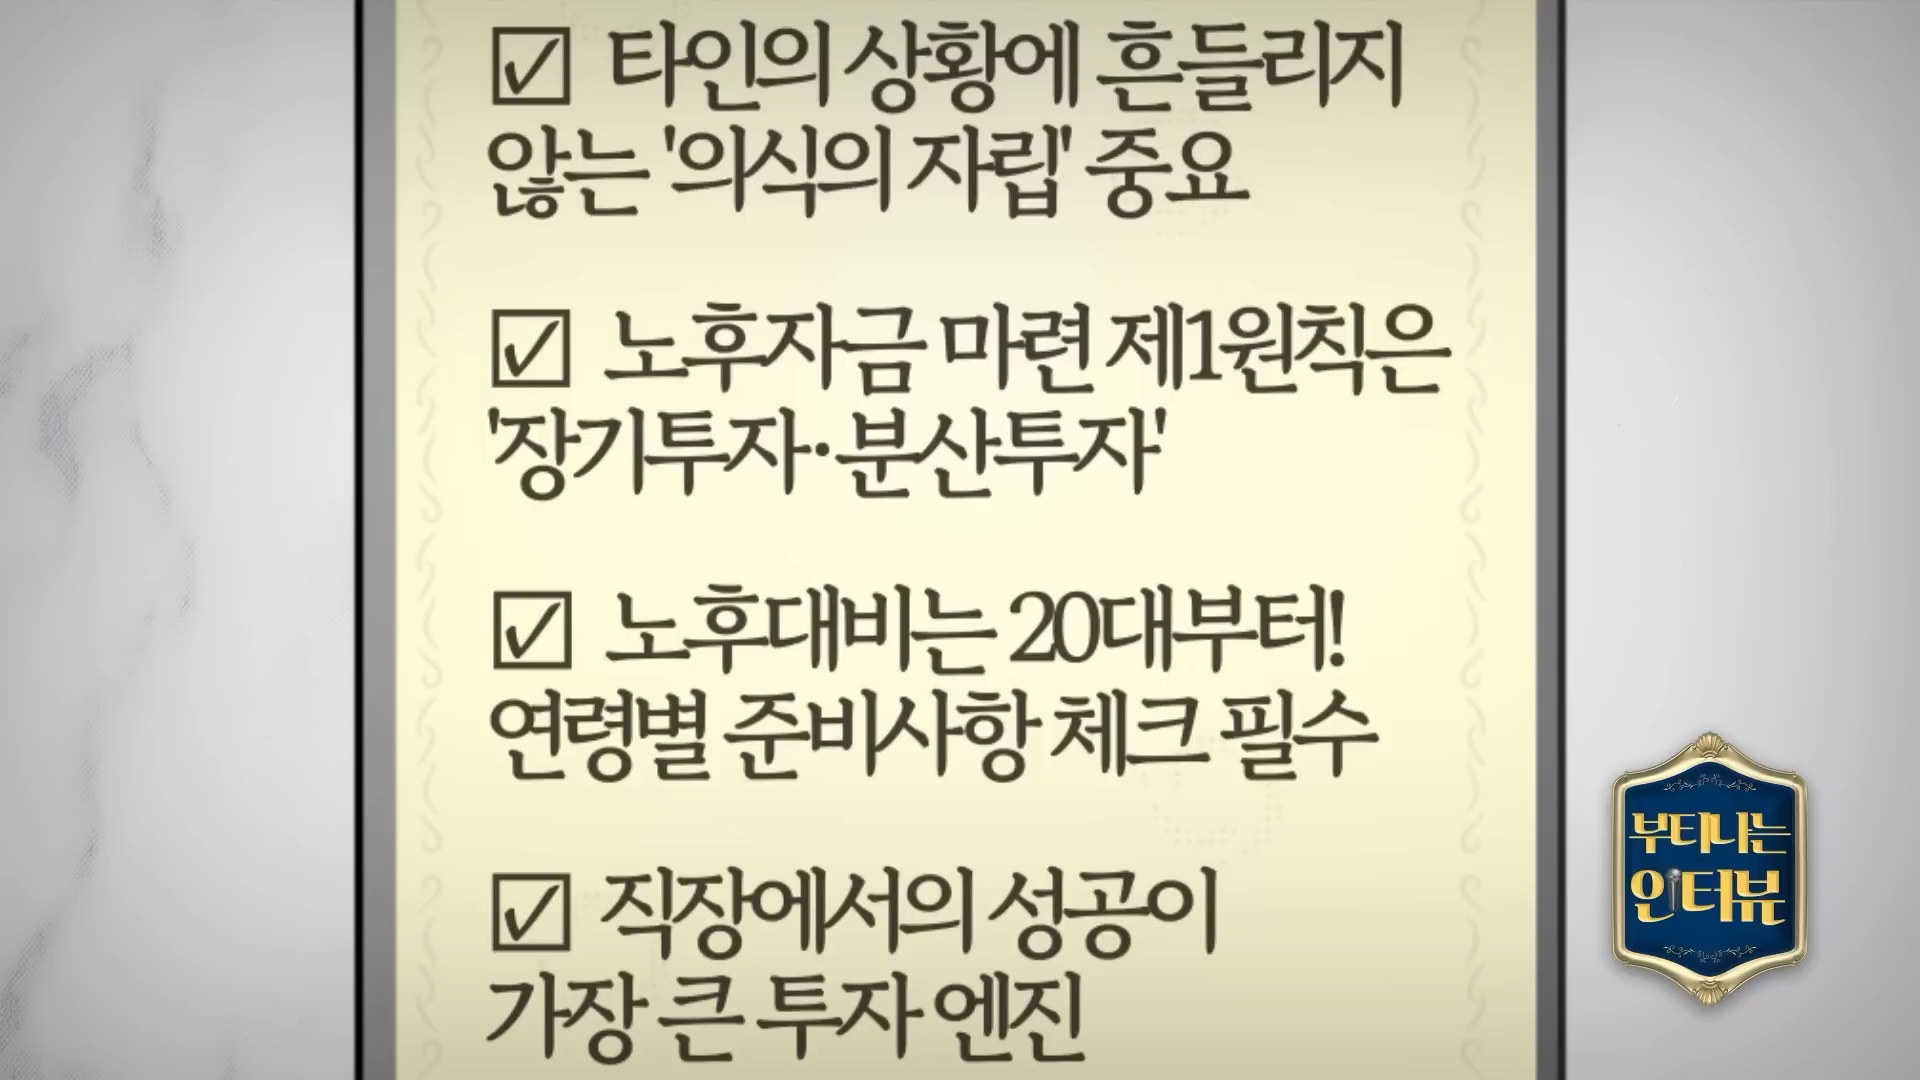 ☑ 타인의 상황에 흔들리지
않는 '의식의 자립' 중요
☑ 노후자금 마련 제1원칙은
'장기투자·분산투자'
☑ 노후대비는 20대부터!
연령별 준비사항 체크 필수
☑ 직장에서의 성공이
가장 큰 투자 엔진
부티나는
인터뷰